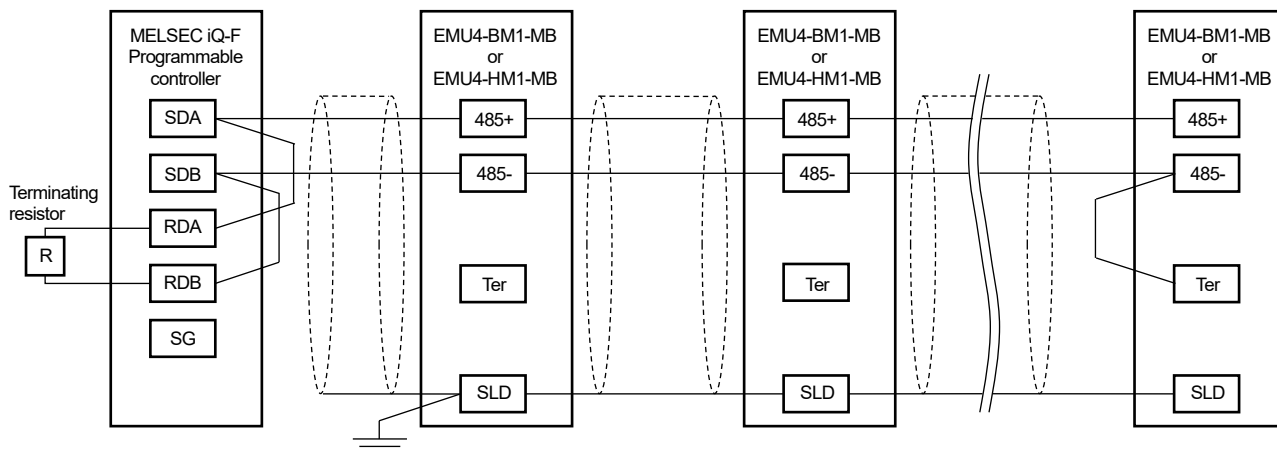 MELSEC iQ-F
Programmable
controller
SDA
SDB
RDA
RDB
SG
Terminating
resistor
R
EMU4-BM1-MB
or
EMU4-HM1-MB
485+
485-
Ter
SLD
EMU4-BM1-MB
or
EMU4-HM1-MB
485+
485-
Ter
SLD
EMU4-BM1-MB
or
EMU4-HM1-MB
485+
485-
Ter
SLD